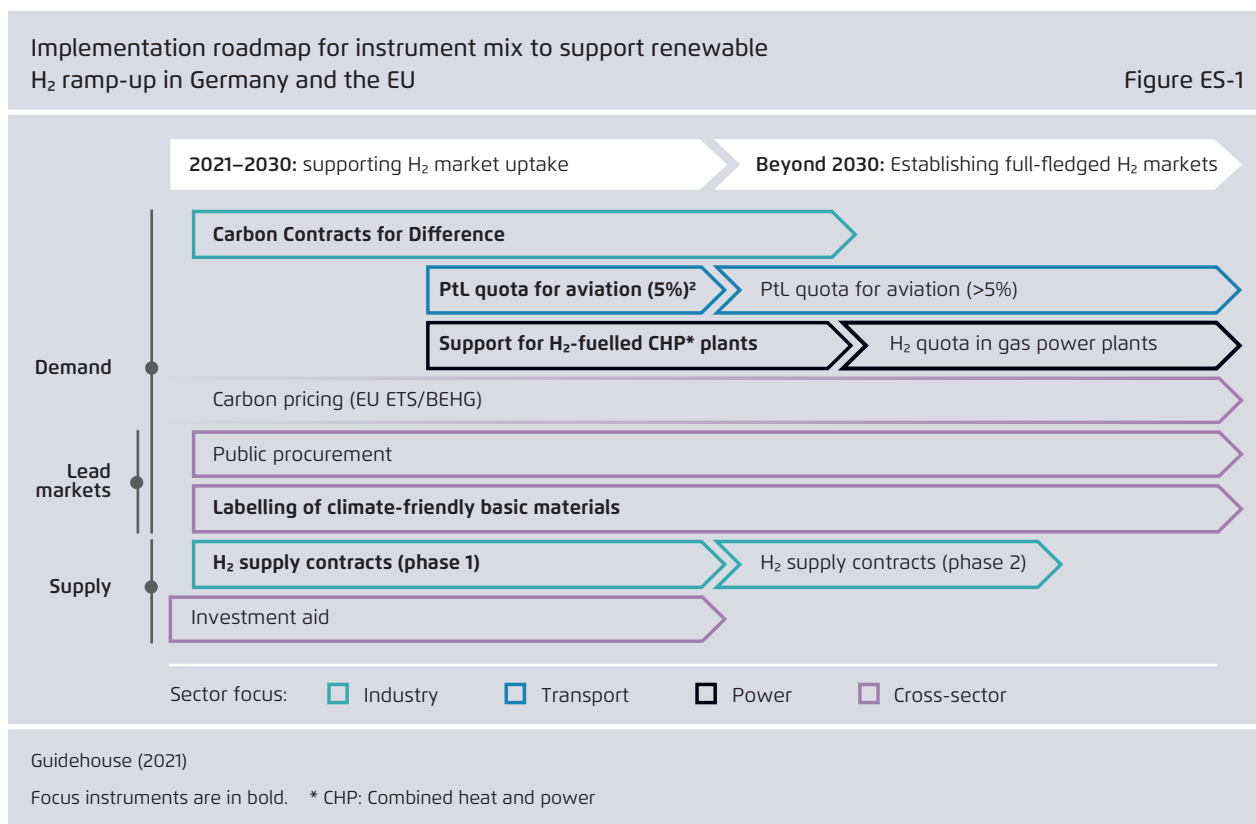 Implementation roadmap for instrument mix to support renewable
H₂ ramp-up in Germany and the EU
Figure ES-1
2021–2030: supporting H₂ market uptake
Beyond 2030: Establishing full-fledged H₂ markets
Carbon Contracts for Difference
PtL quota for aviation (5%)²
PtL quota for aviation (>5%)
Support for H₂-fuelled CHP* plants
H₂ quota in gas power plants
Demand
Carbon pricing (EU ETS/BEHG)
Public procurement
Lead
markets
Labelling of climate-friendly basic materials
H₂ supply contracts (phase 1)
H₂ supply contracts (phase 2)
Supply
Investment aid
Sector focus:
Industry
Transport
Power
Cross-sector
Guidehouse (2021)
Focus instruments are in bold. * CHP: Combined heat and power